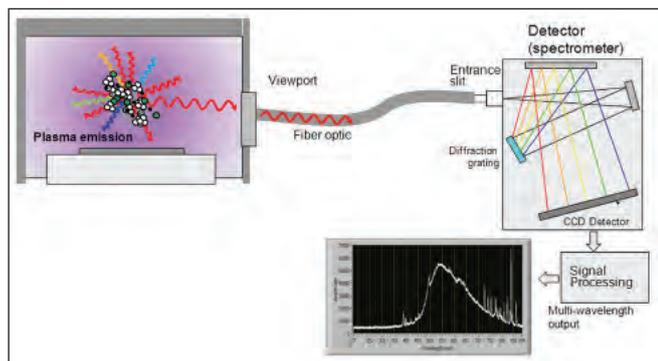 Detector
(spectrometer)
Viewport
Entrance
slit
Plasma emission
Fiber optic
Diffraction
grating
CCD Detector
Signal
Processing
Multi-wavelength
output